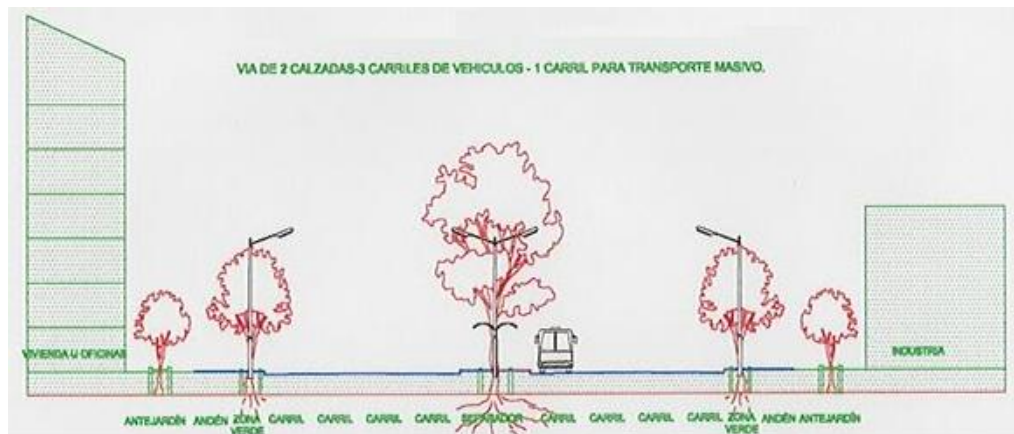 VIA DE 2 CALZADAS-3 CARRILES DE VEHICULOS - 1 CARRIL PARA TRANSPORTE MASIVO.
VIVIENDA U OFICINAS
INDUSTRIA
ANTEJARDÍN ANDÉN ZONA VERDE CARRIL CARRIL CARRIL CARRIL SEPARADOR CARRIL CARRIL CARRIL CARRIL ZONA VERDE ANDÉN ANTEJARDÍN